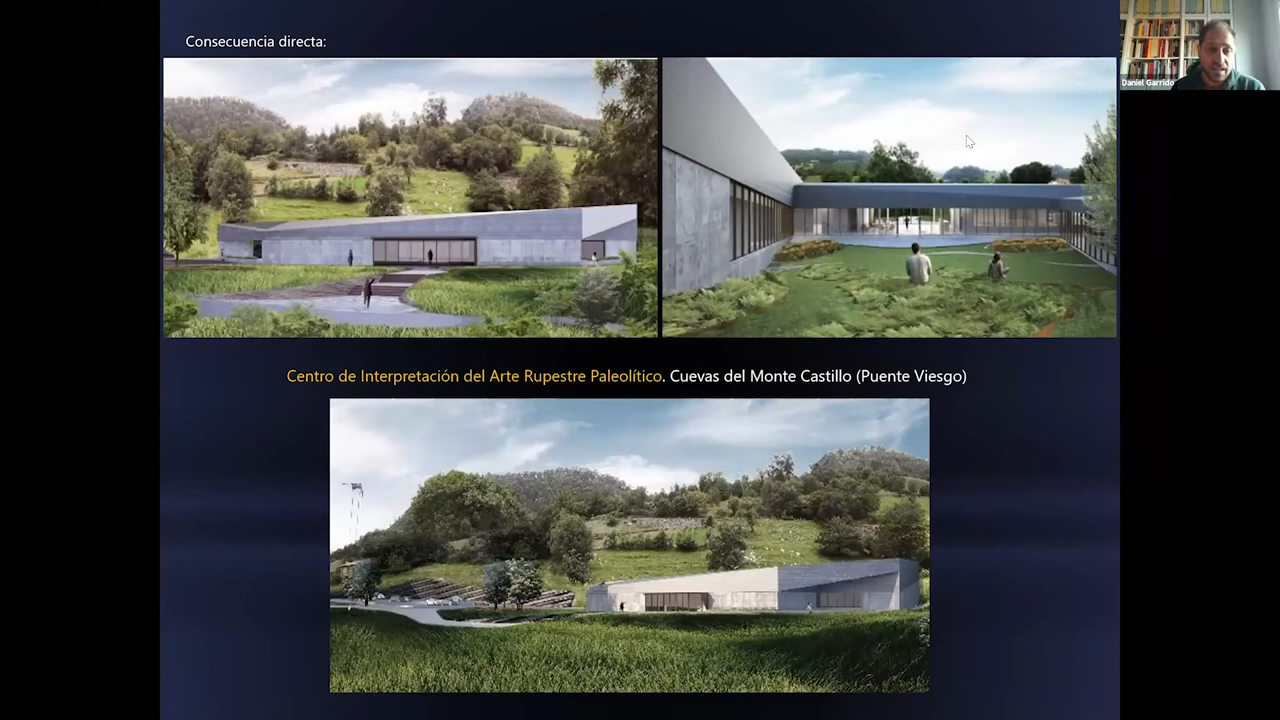 Consecuencia directa:
Daniel Garrido
Centro de Interpretación del Arte Rupestre Paleolítico. Cuevas del Monte Castillo (Puente Viesgo)